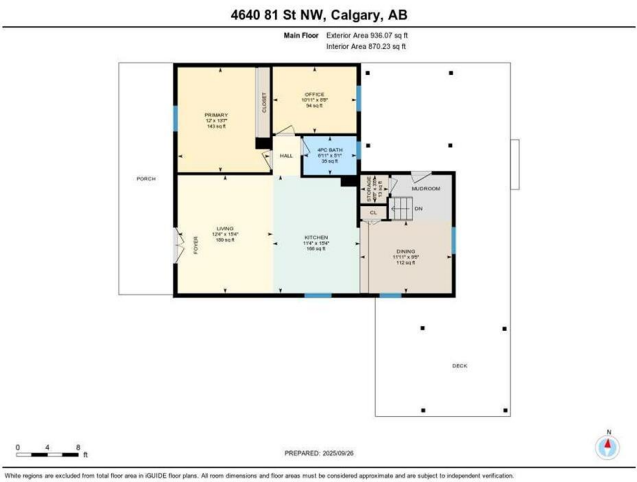 4640 81 St NW, Calgary, AB
Main Floor Exterior Area 936.07 sq ft
Interior Area 870.23 sq ft
PRIMARY
12' x 13'7"
143 sq ft
CLOSET
OFFICE
10'11" x 8'8"
94 sq ft
HALL
4PC BATH
6'11" x 5'1"
35 sq ft
PORCH
STORAGE
13 sq ft
MUDROOM
CL
DN
LIVING
12'4" x 15'4"
189 sq ft
FOYER
KITCHEN
11'4" x 15'4"
166 sq ft
DINING
11'11" x 9'5"
112 sq ft
DECK
0 4 8 ft
PREPARED: 2025/09/26
N
White regions are excluded from total floor area in iGUIDE floor plans. All room dimensions and floor areas must be considered approximate and are subject to independent verification.